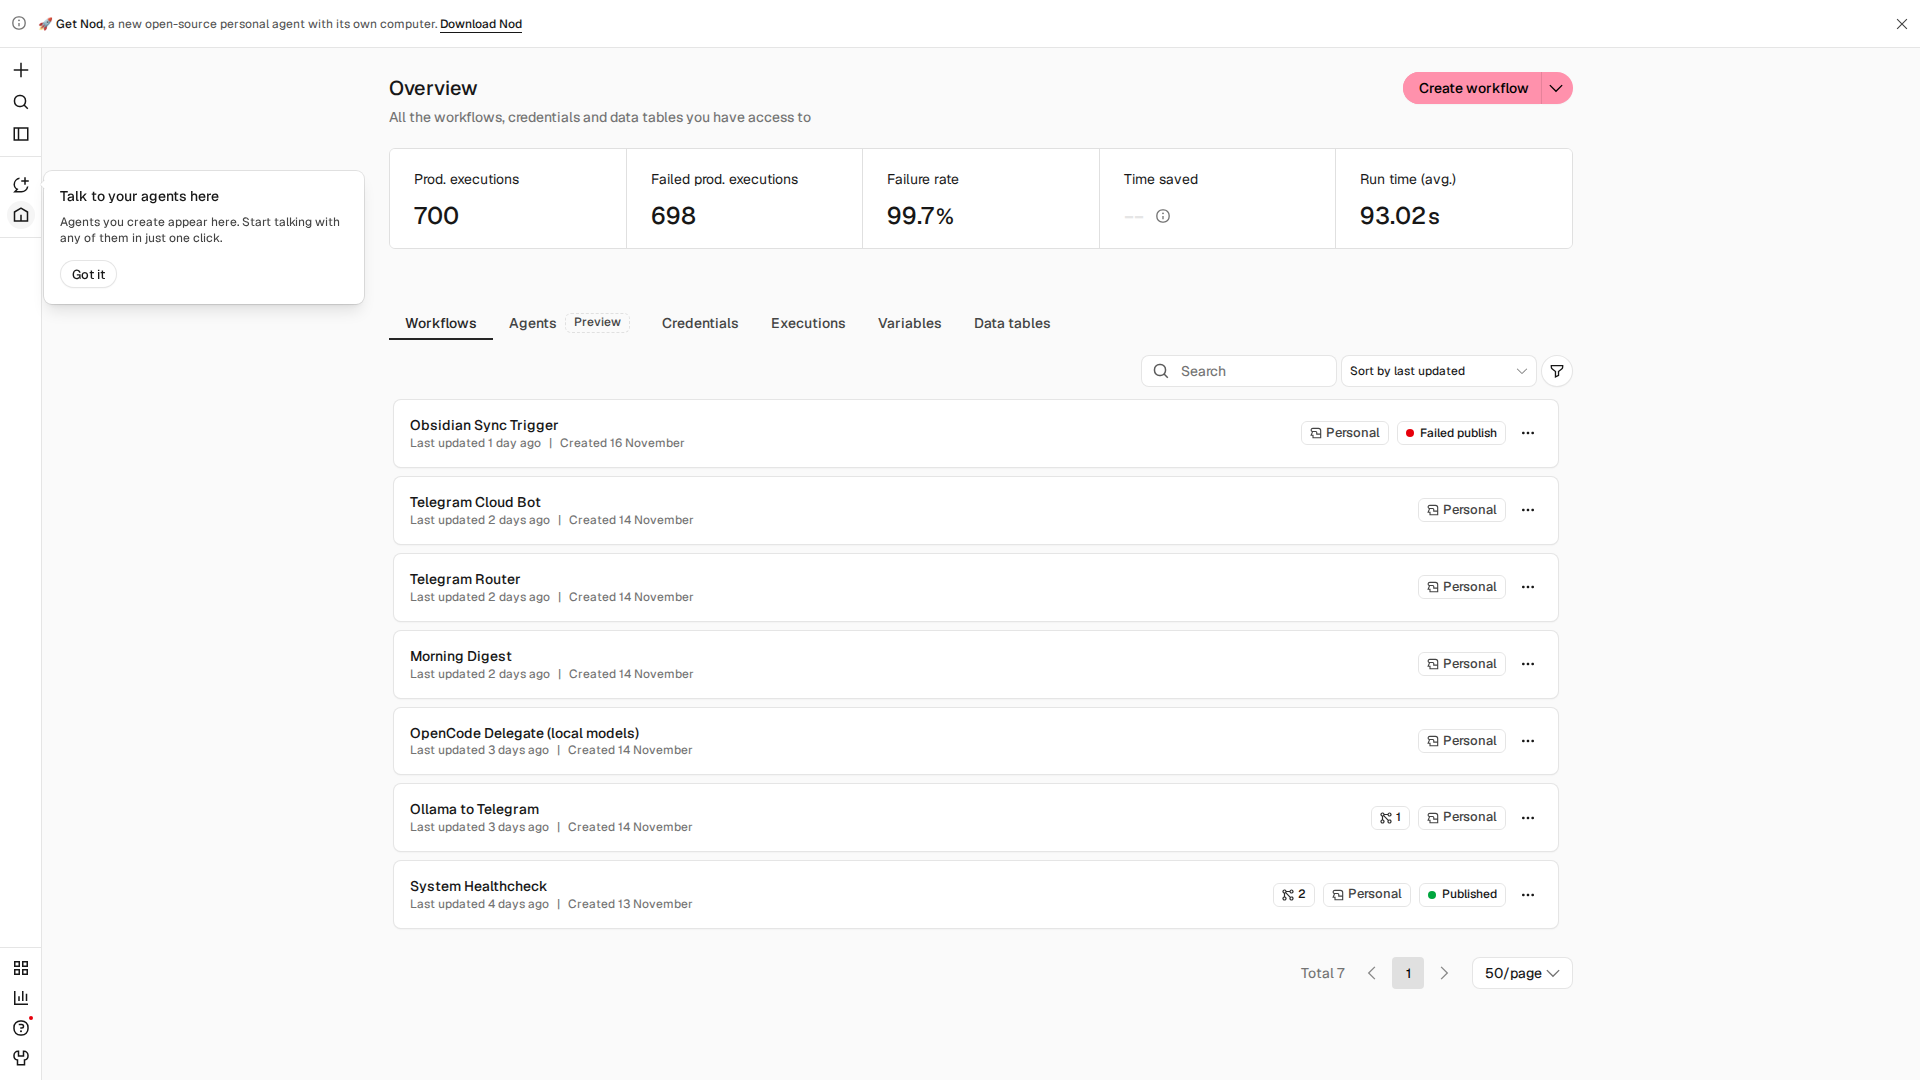 🚀 Get Nod, a new open-source personal agent with its own computer. Download Nod
Overview
Create workflow
All the workflows, credentials and data tables you have access to
Talk to your agents here
Agents you create appear here. Start talking with
any of them in just one click.
Got it
Prod. executions
700
Failed prod. executions
698
Failure rate
99.7%
Time saved
--
Run time (avg.)
93.02s
Workflows
Agents
Preview
Credentials
Executions
Variables
Data tables
Search
Sort by last updated
Obsidian Sync Trigger
Last updated 1 day ago | Created 16 November
Personal
Failed publish
Telegram Cloud Bot
Last updated 2 days ago | Created 14 November
Personal
Telegram Router
Last updated 2 days ago | Created 14 November
Personal
Morning Digest
Last updated 2 days ago | Created 14 November
Personal
OpenCode Delegate (local models)
Last updated 3 days ago | Created 14 November
Personal
Ollama to Telegram
Last updated 3 days ago | Created 14 November
1
Personal
System Healthcheck
Last updated 4 days ago | Created 13 November
2
Personal
Published
Total 7
1
50/page